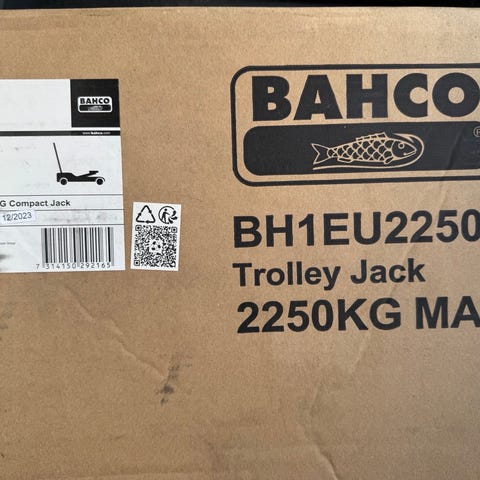 BAHCO
www.bahco.com
G Compact Jack
12/2023
7 314150 292165
BAHCO
BH1EU2250
Trolley Jack
2250KG MA